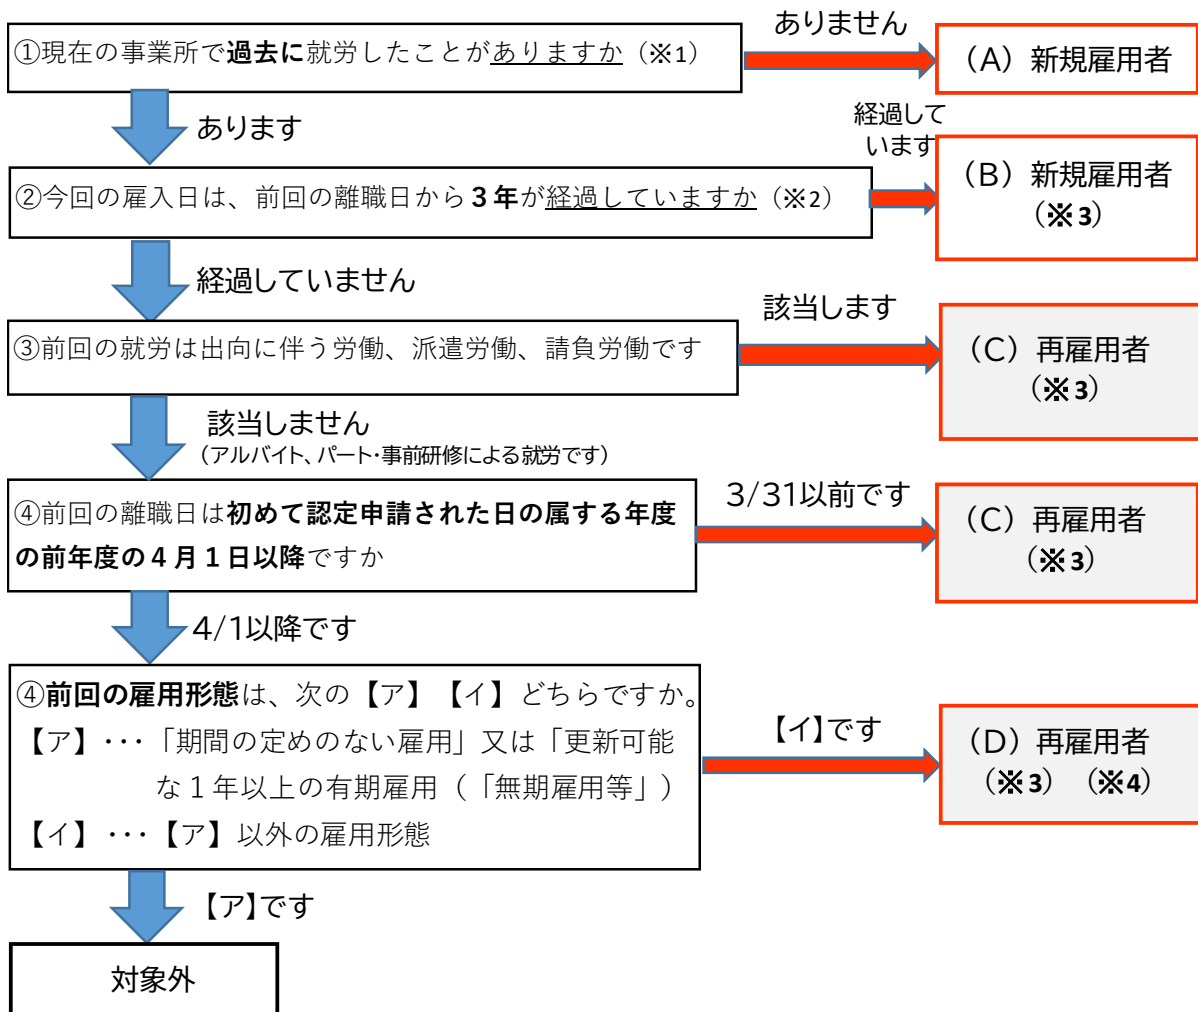 ありません
①現在の事業所で過去に就労したことがありますか（※1）
（A）新規雇用者
あります
経過して
います
②今回の雇入日は、前回の離職日から３年が経過していますか（※2）
（B）新規雇用者
（※3）
経過していません
該当します
③前回の就労は出向に伴う労働、派遣労働、請負労働です
（C）再雇用者
（※3）
該当しません
（アルバイト、パート・事前研修による就労です）
3/31以前です
④前回の離職日は初めて認定申請された日の属する年度
の前年度の４月１日以降ですか
（C）再雇用者
（※3）
4/1以降です
④前回の雇用形態は、次の【ア】【イ】どちらですか。
【ア】･･･「期間の定めのない雇用」又は「更新可能
な１年以上の有期雇用（「無期雇用等」）
【イ】･･･【ア】以外の雇用形態
【イ】です
（D）再雇用者
（※3）（※4）
【ア】です
対象外